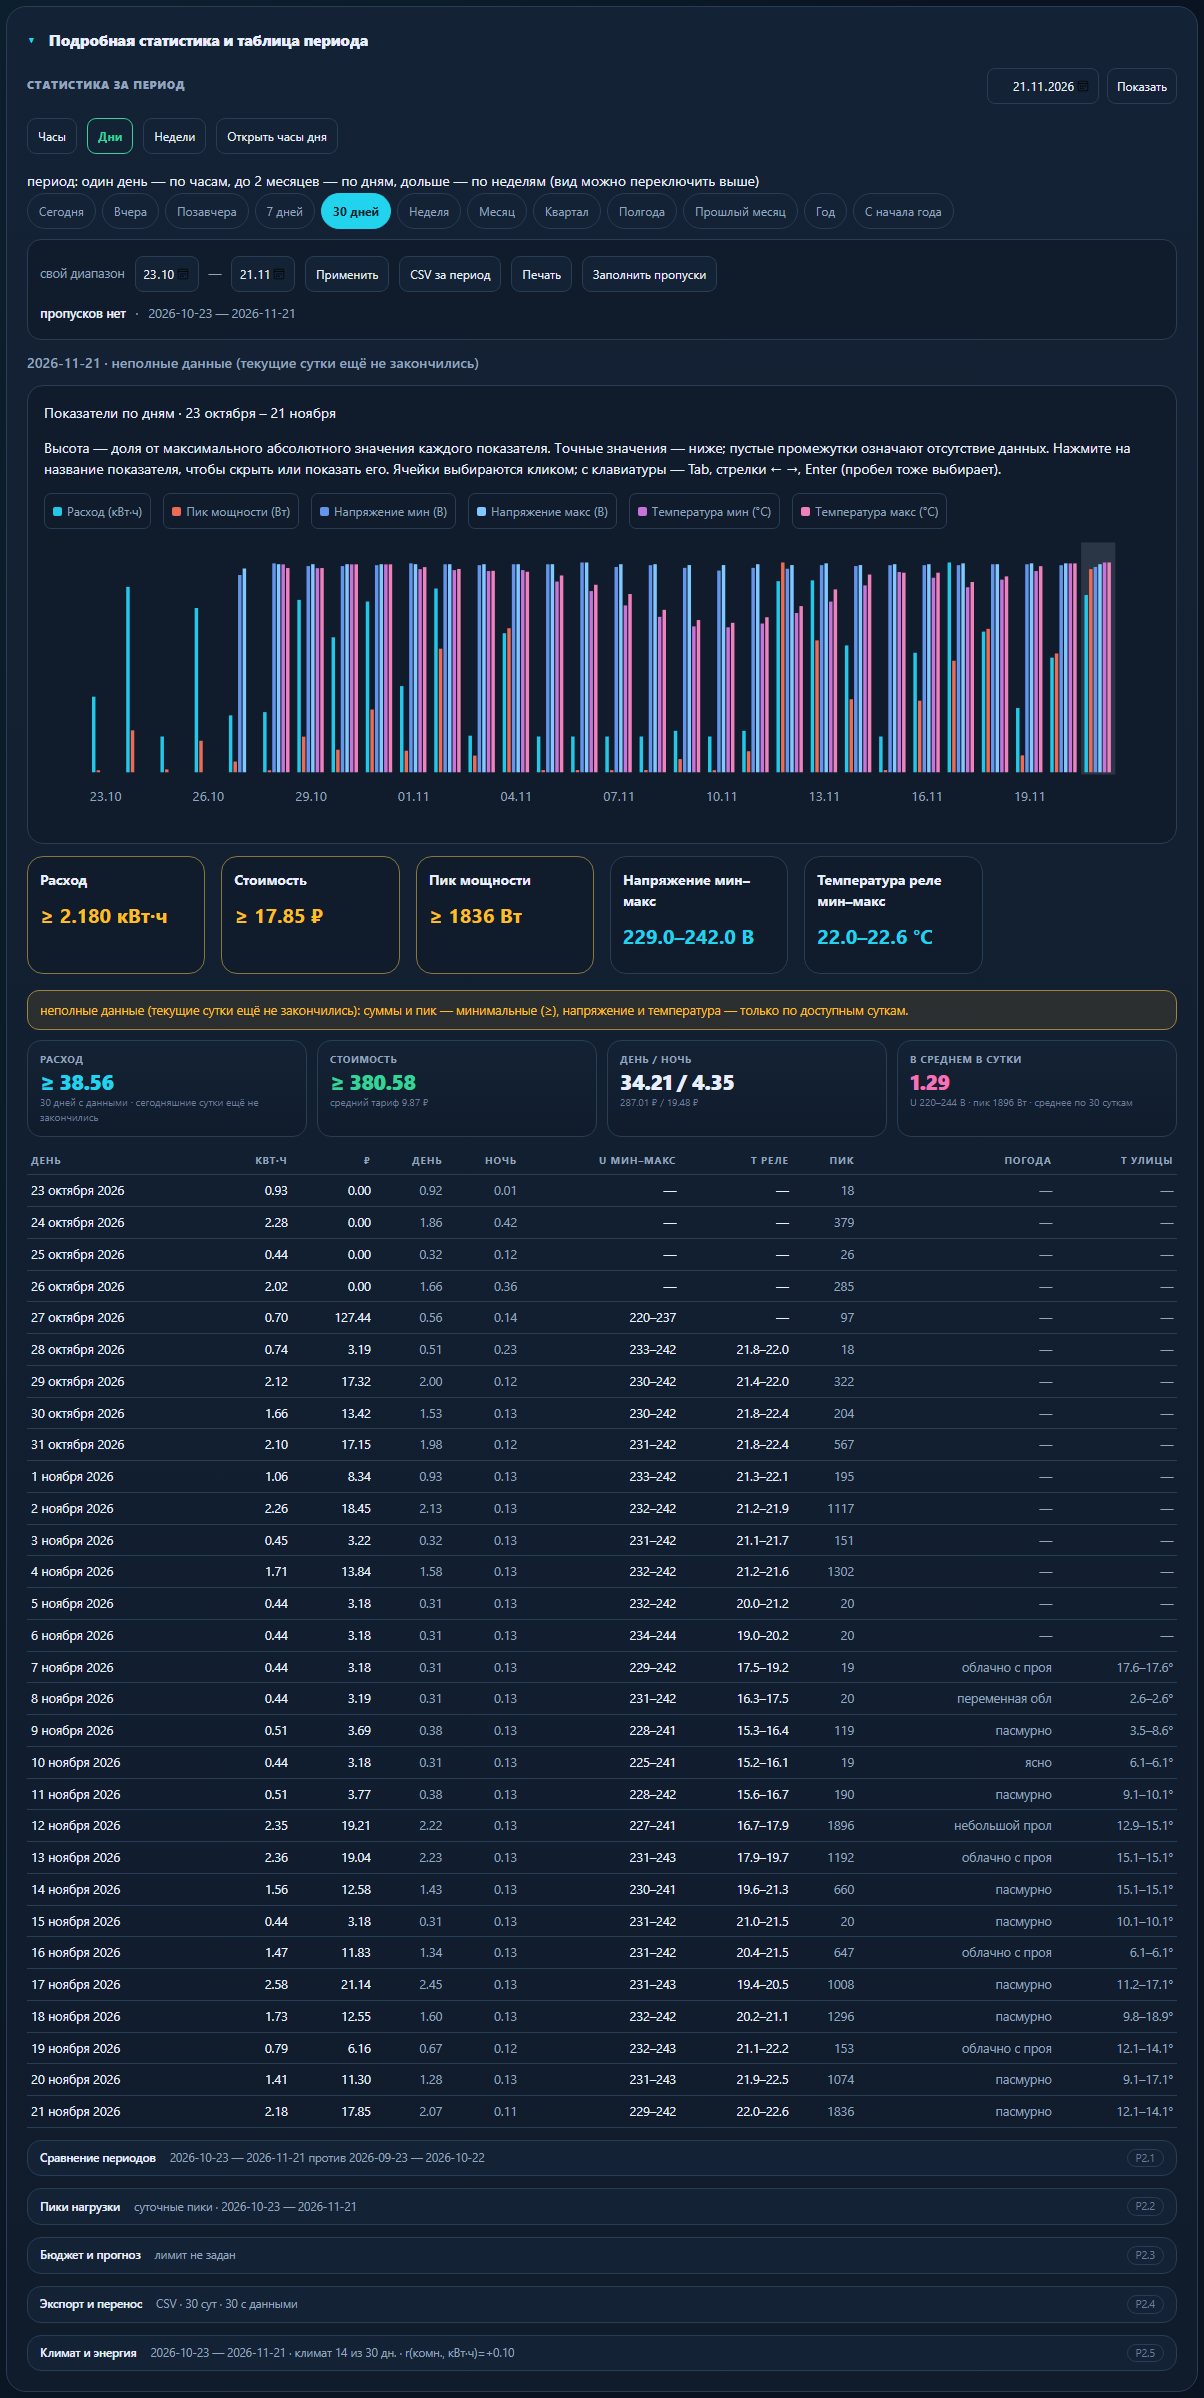 Подробная статистика и таблица периода
СТАТИСТИКА ЗА ПЕРИОД
21.11.2026
Показать
Часы Дни Недели Открыть часы дня
период: один день — по часам, до 2 месяцев — по дням, дольше — по неделям (вид можно переключить выше)
Сегодня Вчера Позавчера 7 дней 30 дней Неделя Месяц Квартал Полгода Прошлый месяц Год С начала года
свой диапазон 23.10 — 21.11 Применить CSV за период Печать Заполнить пропуски
пропусков нет · 2026-10-23 — 2026-11-21
2026-11-21 · неполные данные (текущие сутки ещё не закончились)
Показатели по дням · 23 октября – 21 ноября
Высота — доля от максимального абсолютного значения каждого показателя. Точные значения — ниже; пустые промежутки означают отсутствие данных. Нажмите на
название показателя, чтобы скрыть или показать его. Ячейки выбираются кликом; с клавиатуры — Tab, стрелки ← →, Enter (пробел тоже выбирает).
Расход (кВт·ч) Пик мощности (Вт) Напряжение мин (В) Напряжение макс (В) Температура мин (°C) Температура макс (°C)
23.10 26.10 29.10 01.11 04.11 07.11 10.11 13.11 16.11 19.11
Расход
≥ 2.180 кВт·ч
Стоимость
≥ 17.85 ₽
Пик мощности
≥ 1836 Вт
Напряжение мин–
макс
229.0–242.0 В
Температура реле
мин–макс
22.0–22.6 °C
неполные данные (текущие сутки ещё не закончились): суммы и пик — минимальные (≥), напряжение и температура — только по доступным суткам.
РАСХОД
≥ 38.56
30 дней с данными · сегодняшние сутки ещё не
закончились
СТОИМОСТЬ
≥ 380.58
средний тариф 9.87 ₽
ДЕНЬ / НОЧЬ
34.21 / 4.35
287.01 ₽ / 19.48 ₽
В СРЕДНЕМ В СУТКИ
1.29
U 220–244 В · пик 1896 Вт · среднее по 30 суткам
ДЕНЬ КВТ·Ч ₽ ДЕНЬ НОЧЬ U МИН–МАКС T РЕЛЕ ПИК ПОГОДА T УЛИЦЫ
23 октября 2026 0.93 0.00 0.92 0.01 — — 18 — —
24 октября 2026 2.28 0.00 1.86 0.42 — — 379 — —
25 октября 2026 0.44 0.00 0.32 0.12 — — 26 — —
26 октября 2026 2.02 0.00 1.66 0.36 — — 285 — —
27 октября 2026 0.70 127.44 0.56 0.14 220–237 — 97 — —
28 октября 2026 0.74 3.19 0.51 0.23 233–242 21.8–22.0 18 — —
29 октября 2026 2.12 17.32 2.00 0.12 230–242 21.4–22.0 322 — —
30 октября 2026 1.66 13.42 1.53 0.13 230–242 21.8–22.4 204 — —
31 октября 2026 2.10 17.15 1.98 0.12 231–242 21.8–22.4 567 — —
1 ноября 2026 1.06 8.34 0.93 0.13 233–242 21.3–22.1 195 — —
2 ноября 2026 2.26 18.45 2.13 0.13 232–242 21.2–21.9 1117 — —
3 ноября 2026 0.45 3.22 0.32 0.13 231–242 21.1–21.7 151 — —
4 ноября 2026 1.71 13.84 1.58 0.13 232–242 21.2–21.6 1302 — —
5 ноября 2026 0.44 3.18 0.31 0.13 232–242 20.0–21.2 20 — —
6 ноября 2026 0.44 3.18 0.31 0.13 234–244 19.0–20.2 20 — —
7 ноября 2026 0.44 3.18 0.31 0.13 229–242 17.5–19.2 19 облачно с проя 17.6–17.6°
8 ноября 2026 0.44 3.19 0.31 0.13 231–242 16.3–17.5 20 переменная обл 2.6–2.6°
9 ноября 2026 0.51 3.69 0.38 0.13 228–241 15.3–16.4 119 пасмурно 3.5–8.6°
10 ноября 2026 0.44 3.18 0.31 0.13 225–241 15.2–16.1 19 ясно 6.1–6.1°
11 ноября 2026 0.51 3.77 0.38 0.13 228–242 15.6–16.7 190 пасмурно 9.1–10.1°
12 ноября 2026 2.35 19.21 2.22 0.13 227–241 16.7–17.9 1896 небольшой прол 12.9–15.1°
13 ноября 2026 2.36 19.04 2.23 0.13 231–243 17.9–19.7 1192 облачно с проя 15.1–15.1°
14 ноября 2026 1.56 12.58 1.43 0.13 230–241 19.6–21.3 660 пасмурно 15.1–15.1°
15 ноября 2026 0.44 3.18 0.31 0.13 231–242 21.0–21.5 20 пасмурно 10.1–10.1°
16 ноября 2026 1.47 11.83 1.34 0.13 231–242 20.4–21.5 647 облачно с проя 6.1–6.1°
17 ноября 2026 2.58 21.14 2.45 0.13 231–243 19.4–20.5 1008 пасмурно 11.2–17.1°
18 ноября 2026 1.73 12.55 1.60 0.13 232–242 20.2–21.1 1296 пасмурно 9.8–18.9°
19 ноября 2026 0.79 6.16 0.67 0.12 232–243 21.1–22.2 153 облачно с проя 12.1–14.1°
20 ноября 2026 1.41 11.30 1.28 0.13 231–243 21.9–22.5 1074 пасмурно 9.1–17.1°
21 ноября 2026 2.18 17.85 2.07 0.11 229–242 22.0–22.6 1836 пасмурно 12.1–14.1°
Сравнение периодов 2026-10-23 — 2026-11-21 против 2026-09-23 — 2026-10-22 P2.1
Пики нагрузки суточные пики · 2026-10-23 — 2026-11-21 P2.2
Бюджет и прогноз лимит не задан P2.3
Экспорт и перенос CSV · 30 сут · 30 с данными P2.4
Климат и энергия 2026-10-23 — 2026-11-21 · климат 14 из 30 дн. · r(комн., кВт·ч)=+0.10 P2.5